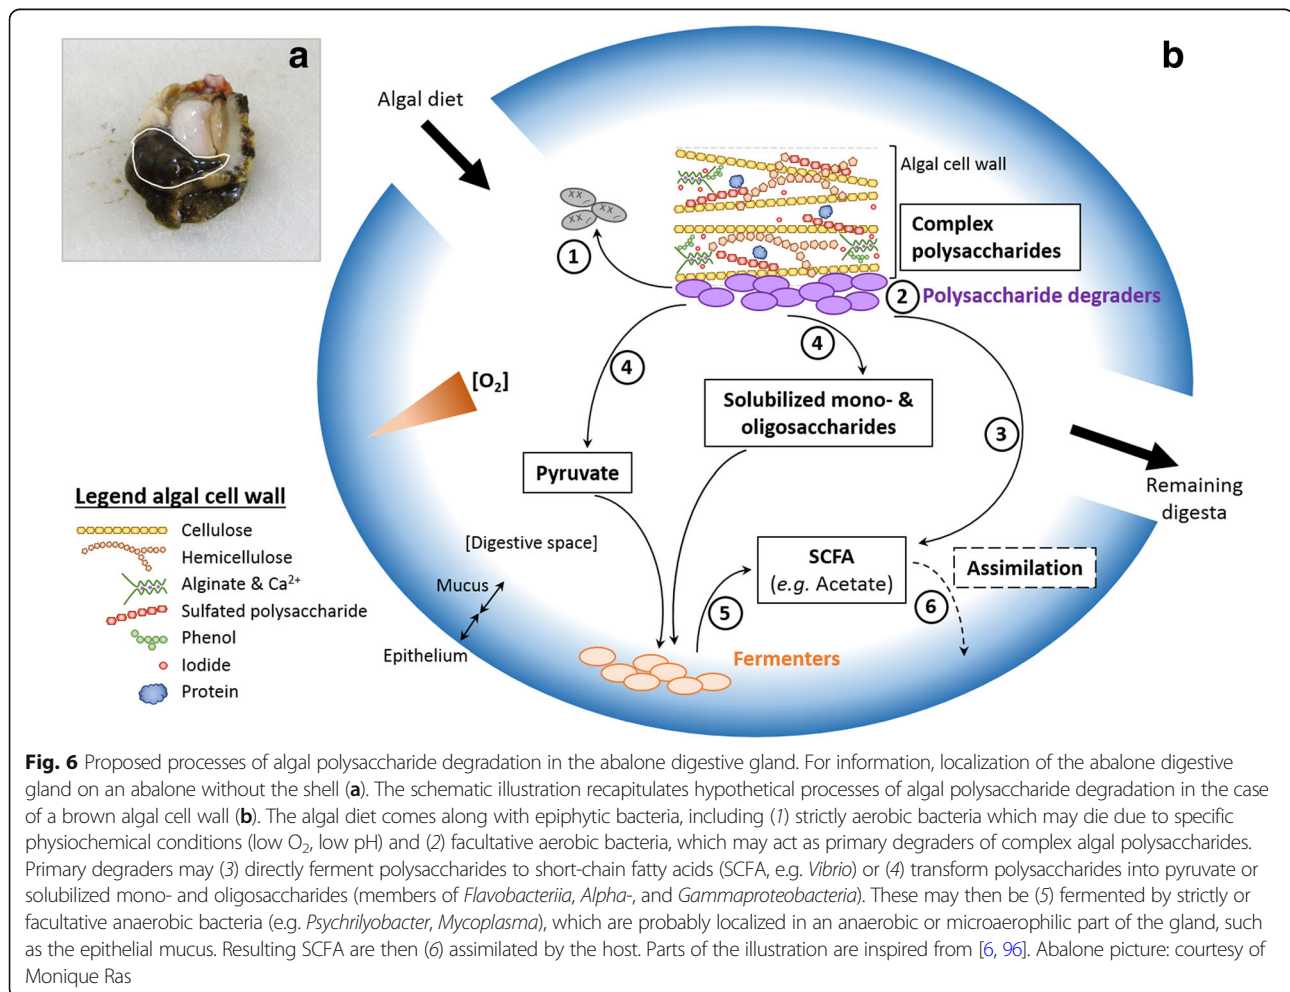 a
b
Algal diet
Algal cell wall
Complex
polysaccharides
1
2
Polysaccharide degraders
4
4
[O₂]
Solubilized mono- &
oligosaccharides
3
Pyruvate
Remaining
digesta
Legend algal cell wall
Cellulose
Hemicellulose
Alginate & Ca²⁺
Sulfated polysaccharide
Phenol
Iodide
Protein
[Digestive space]
Mucus
Epithelium
SCFA
(e.g. Acetate)
Assimilation
5
6
Fermenters
Fig. 6 Proposed processes of algal polysaccharide degradation in the abalone digestive gland. For information, localization of the abalone digestive
gland on an abalone without the shell (a). The schematic illustration recapitulates hypothetical processes of algal polysaccharide degradation in the case
of a brown algal cell wall (b). The algal diet comes along with epiphytic bacteria, including (1) strictly aerobic bacteria which may die due to specific
physiochemical conditions (low O₂, low pH) and (2) facultative aerobic bacteria, which may act as primary degraders of complex algal polysaccharides.
Primary degraders may (3) directly ferment polysaccharides to short-chain fatty acids (SCFA, e.g. Vibrio) or (4) transform polysaccharides into pyruvate or
solubilized mono- and oligosaccharides (members of Flavobacteriia, Alpha-, and Gammaproteobacteria). These may then be (5) fermented by strictly or
facultative anaerobic bacteria (e.g. Psychrilyobacter, Mycoplasma), which are probably localized in an anaerobic or microaerophilic part of the gland, such
as the epithelial mucus. Resulting SCFA are then (6) assimilated by the host. Parts of the illustration are inspired from [6, 96]. Abalone picture: courtesy of
Monique Ras